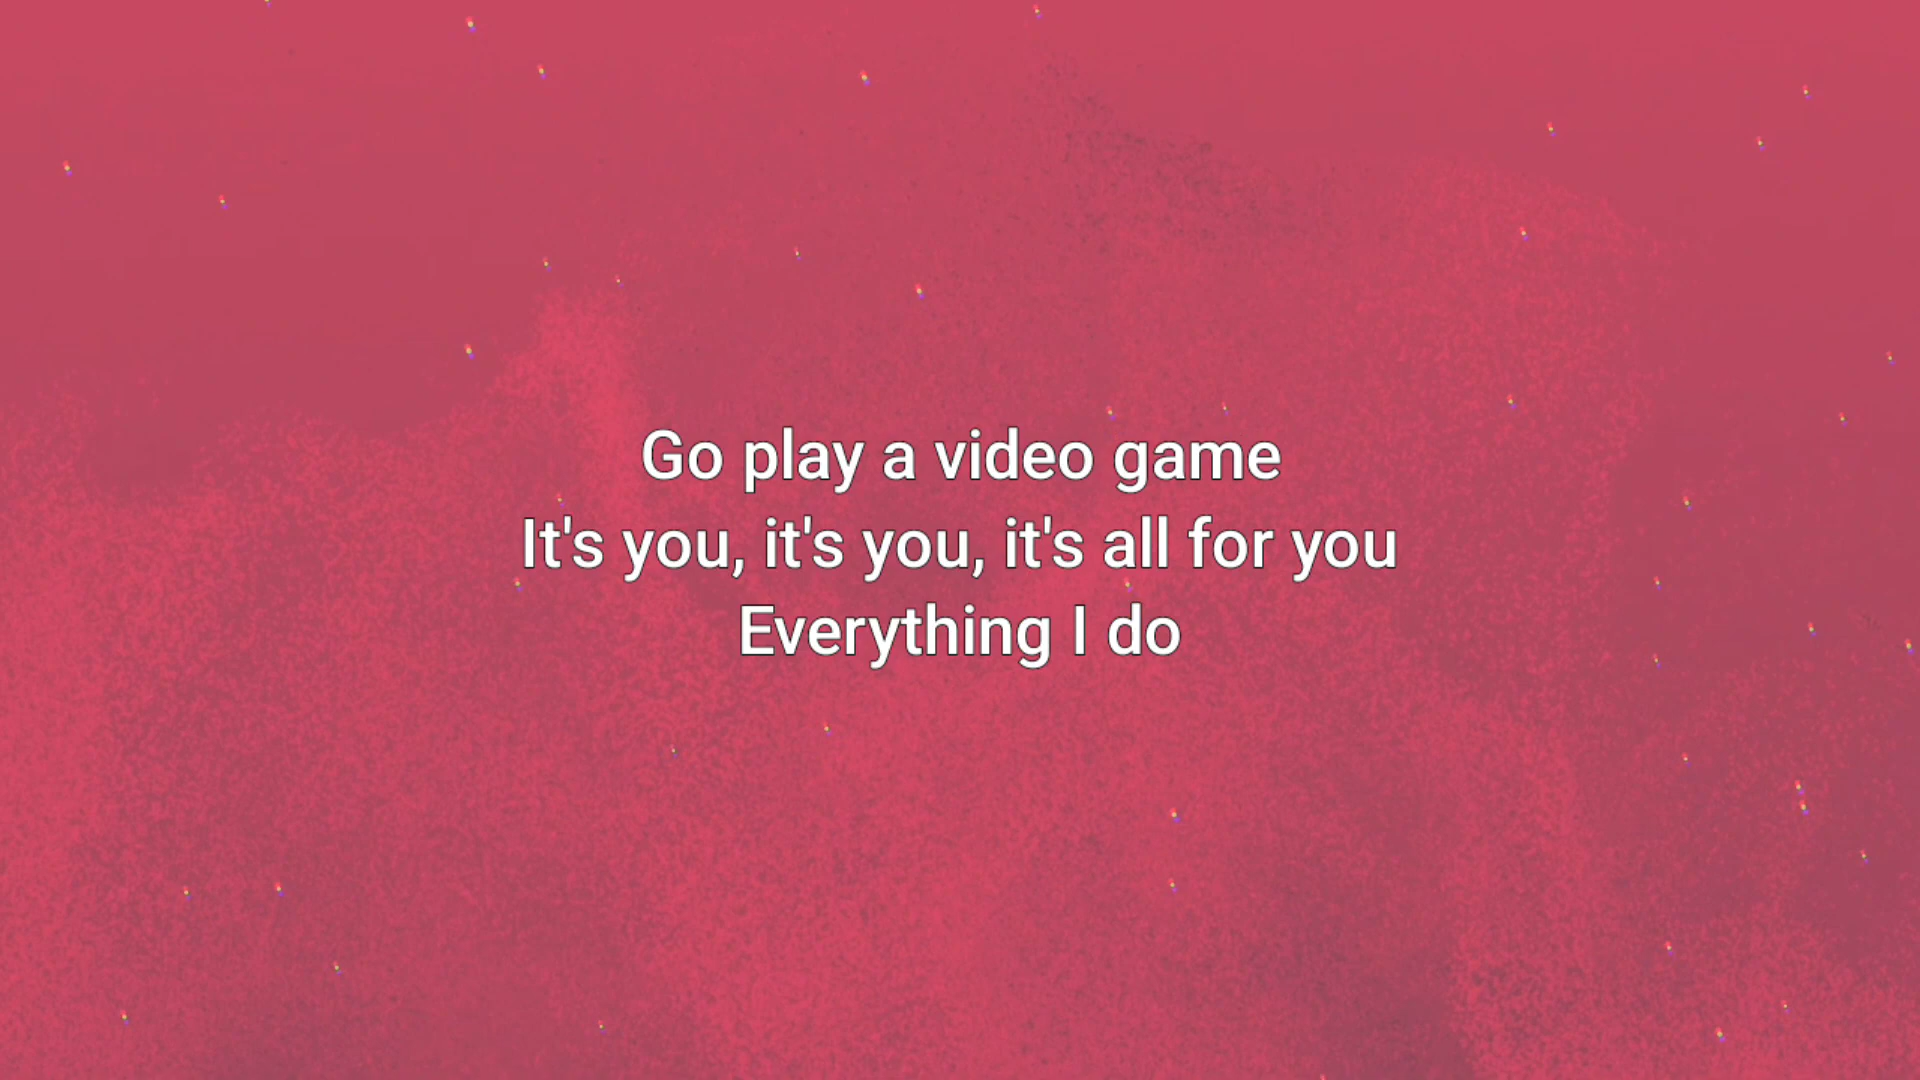 Go play a video game
It's you, it's you, it's all for you
Everything I do